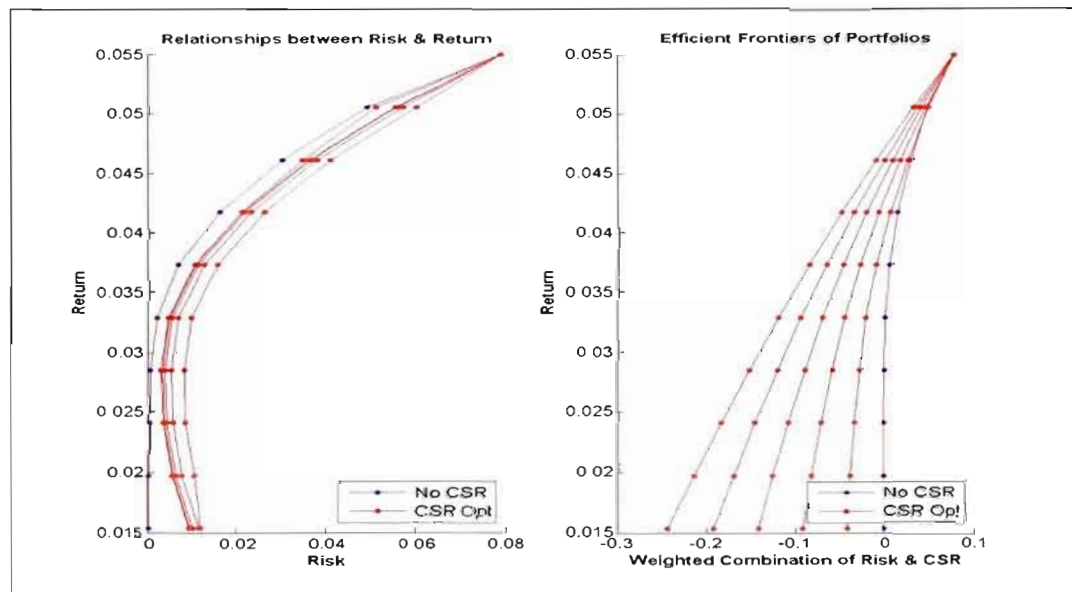 Relationships between Risk & Return
0.055
0.05
0.045
0.04
0.035
0 03
0.025
0 02
0.015
Return
No CSR
CSR Opt
0
0.02
0.04
0 06
0.08
Risk
Efficient Frontiers of Portfolios
0.055
0.05
0.045
0 04
0 035
0.03
0.025
0 02
0.015
Return
No CSR
CSR Opt
-0.3
-0.2
-0.1
0
0.1
Weighted Combination of Risk & CSR